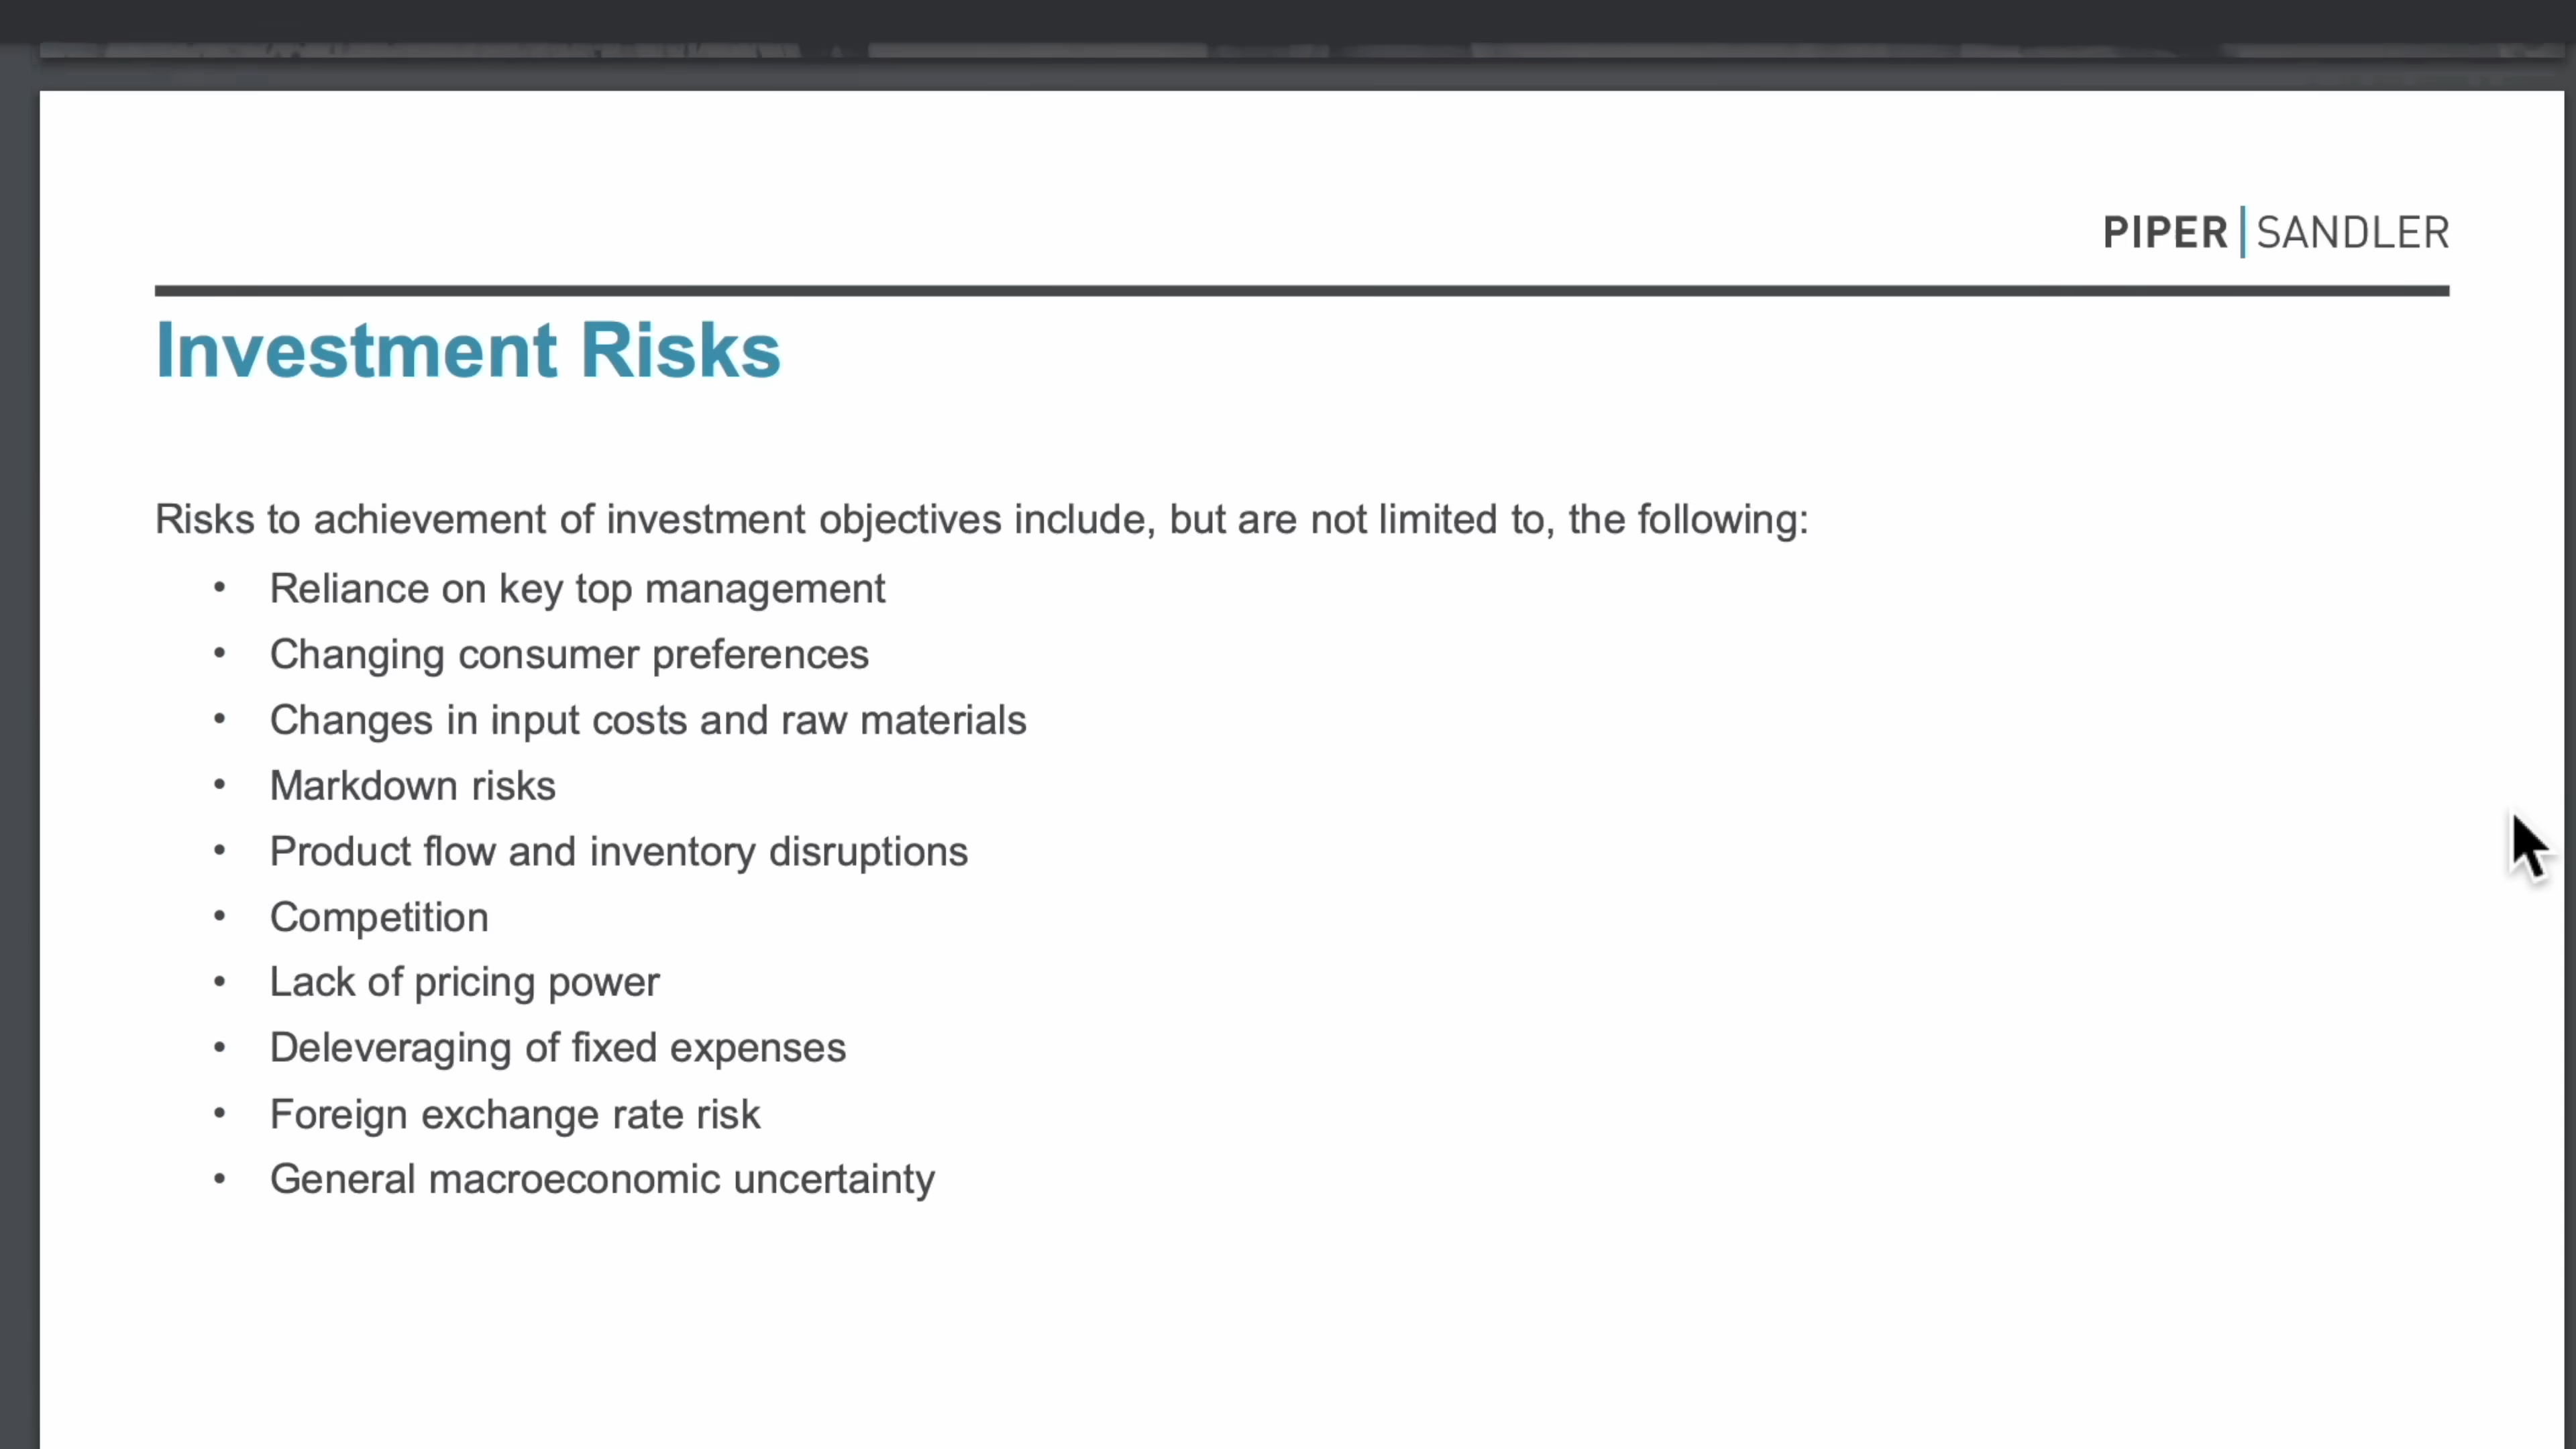 PIPER | SANDLER
Investment Risks
Risks to achievement of investment objectives include, but are not limited to, the following:
• Reliance on key top management
• Changing consumer preferences
• Changes in input costs and raw materials
• Markdown risks
• Product flow and inventory disruptions
• Competition
• Lack of pricing power
• Deleveraging of fixed expenses
• Foreign exchange rate risk
• General macroeconomic uncertainty